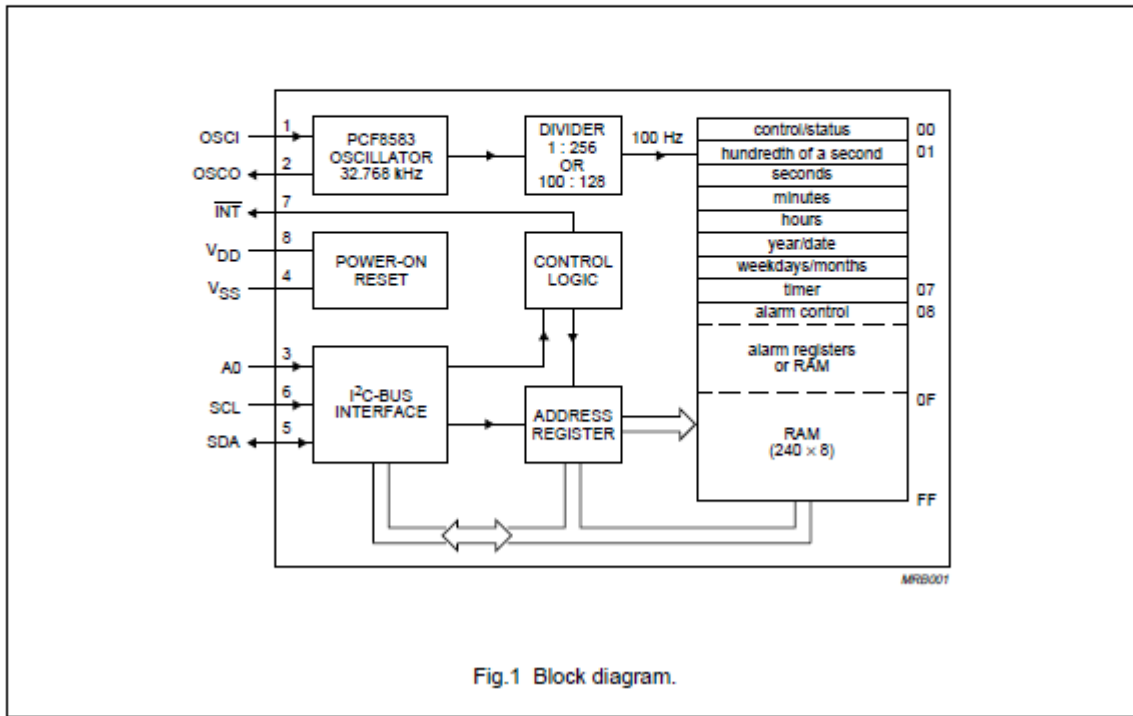 OSCI
1
OSCO
2
INT
7
VDD
8
VSS
4
A0
3
SCL
6
SDA
5
PCF8583
OSCILLATOR
32.768 kHz
DIVIDER
1 : 256
OR
100 : 128
100 Hz
POWER-ON
RESET
CONTROL
LOGIC
I²C-BUS
INTERFACE
ADDRESS
REGISTER
control/status
00
hundredth of a second
01
seconds
minutes
hours
year/date
weekdays/months
timer
07
alarm control
08
alarm registers
or RAM
0F
RAM
(240 × 8)
FF
MRB001
Fig.1 Block diagram.